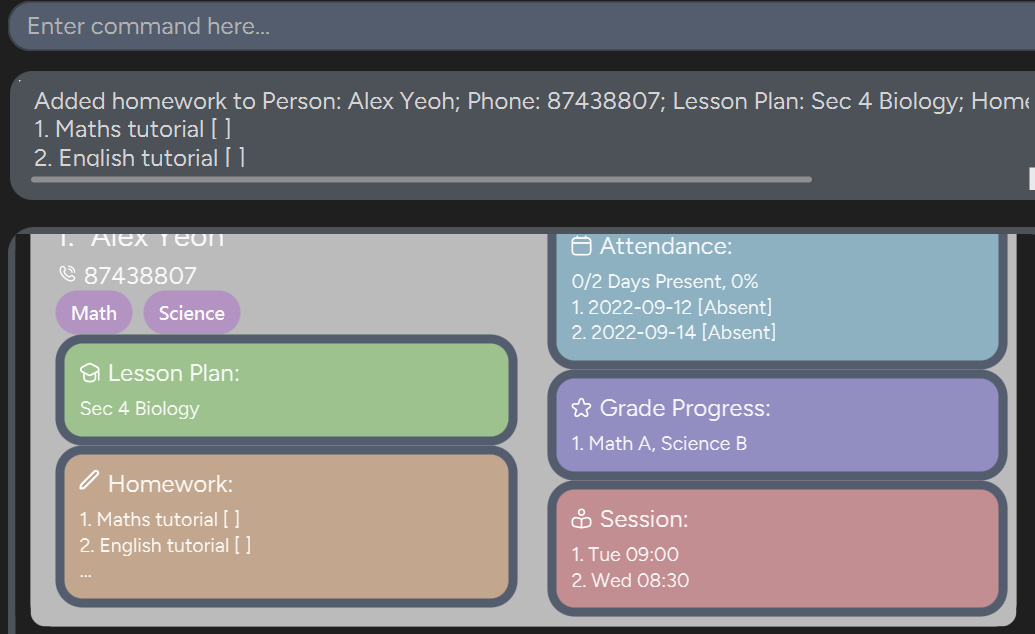 Enter command here...
Added homework to Person: Alex Yeoh; Phone: 87438807; Lesson Plan: Sec 4 Biology; Home
1. Maths tutorial [ ]
2. English tutorial [ ]
1. Alex Yeoh
87438807
Math Science
Lesson Plan:
Sec 4 Biology
Homework:
1. Maths tutorial [ ]
2. English tutorial [ ]
...
Attendance:
0/2 Days Present, 0%
1. 2022-09-12 [Absent]
2. 2022-09-14 [Absent]
Grade Progress:
1. Math A, Science B
Session:
1. Tue 09:00
2. Wed 08:30